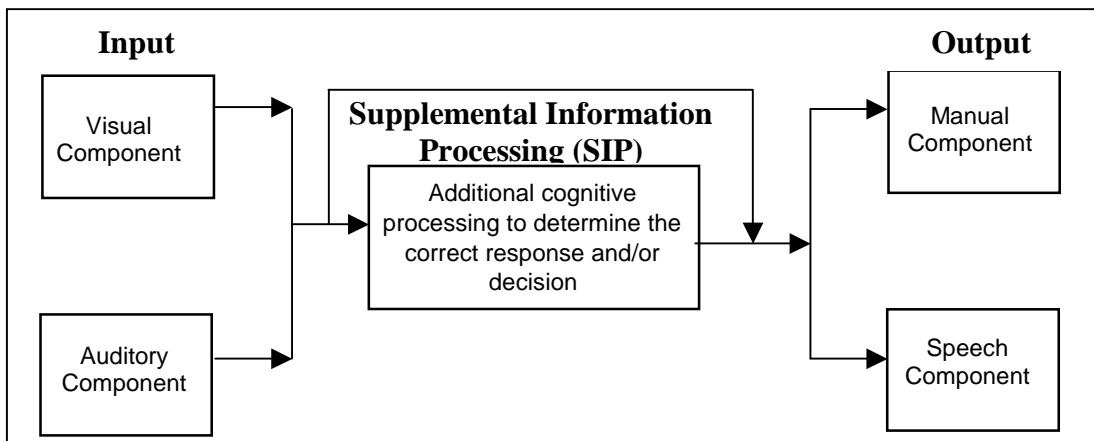 Input
Output
Visual
Component
Supplemental Information
Processing (SIP)
Manual
Component
Additional cognitive
processing to determine the
correct response and/or
decision
Auditory
Component
Speech
Component